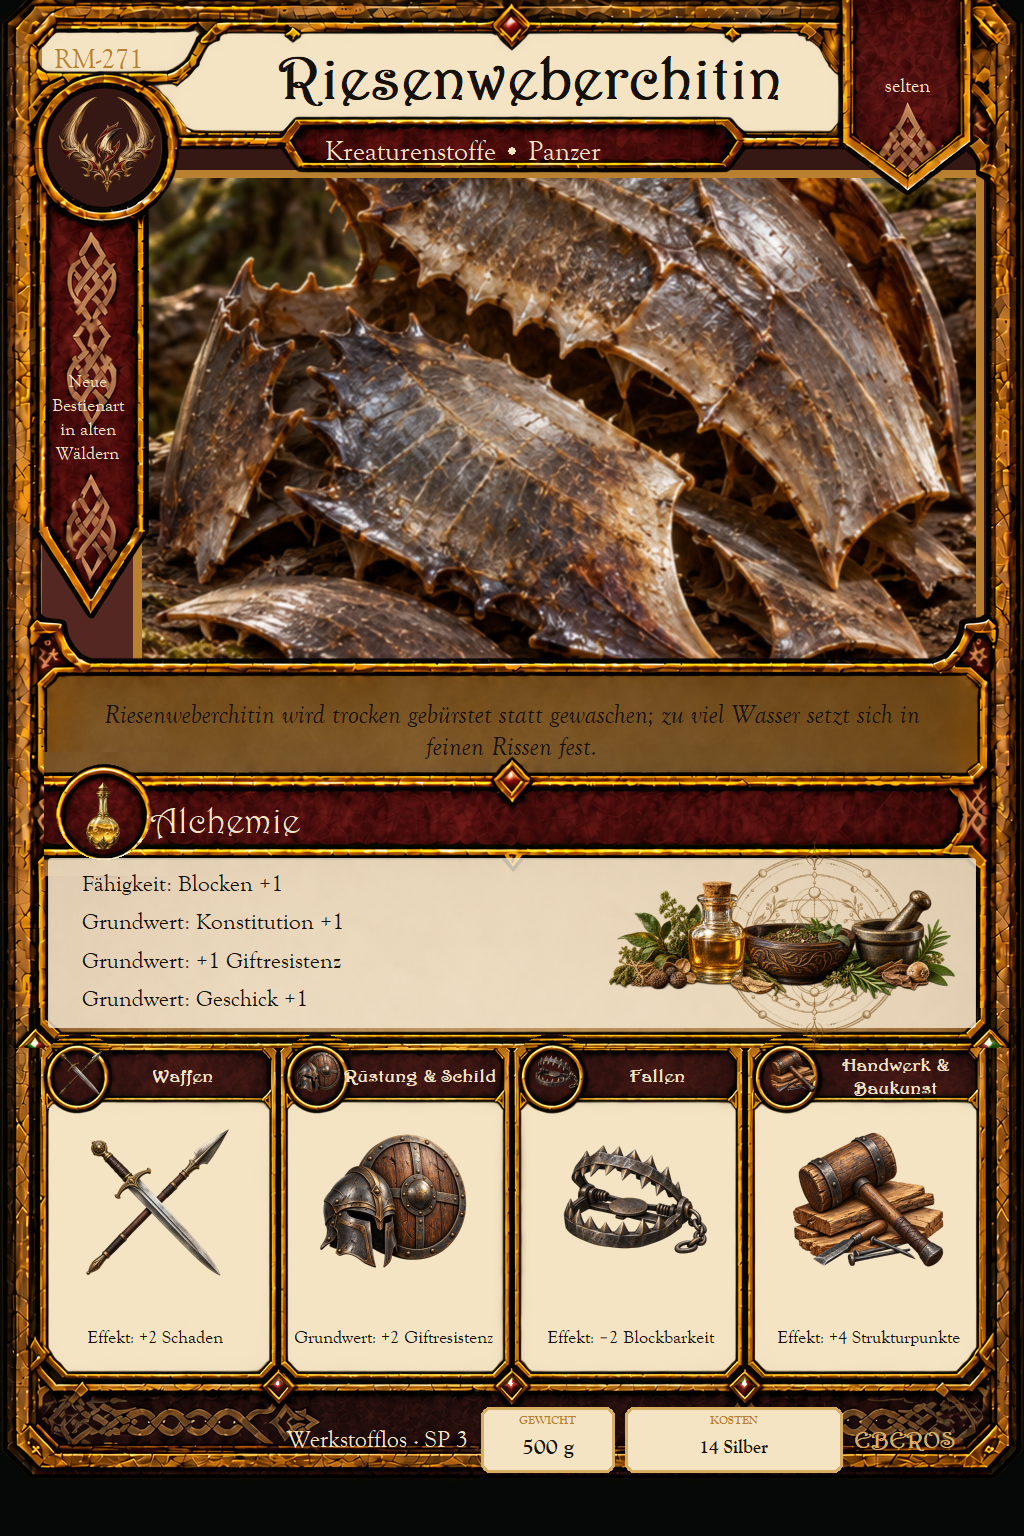 RM-271
Riesenweberchitin
selten
Kreaturenstoffe • Panzer
Neue
Bestienart
in alten
Wäldern
Riesenweberchitin wird trocken gebürstet statt gewaschen; zu viel Wasser setzt sich in
feinen Rissen fest.
Alchemie
Fähigkeit: Blocken +1
Grundwert: Konstitution +1
Grundwert: +1 Giftresistenz
Grundwert: Geschick +1
Waffen
Rüstung & Schild
Fallen
Handwerk &
Baukunst
Effekt: +2 Schaden
Grundwert: +2 Giftresistenz
Effekt: −2 Blockbarkeit
Effekt: +4 Strukturpunkte
Werkstofflos · SP 3
GEWICHT
500 g
KOSTEN
14 Silber
EBEROS